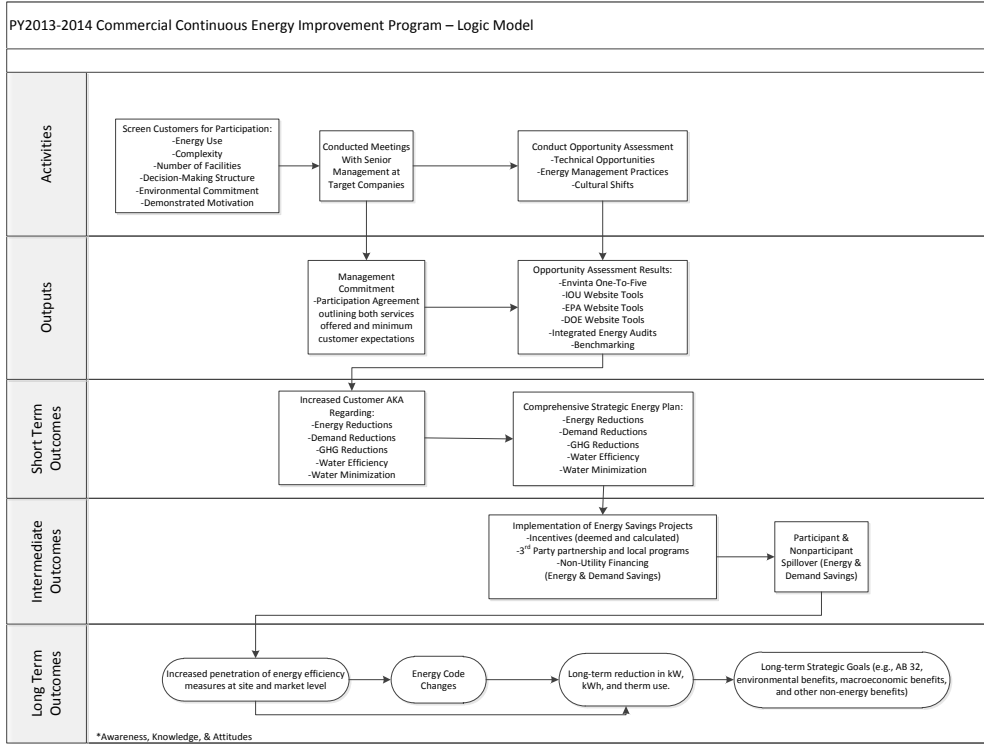 PY2013-2014 Commercial Continuous Energy Improvement Program – Logic Model
Activities
Screen Customers for Participation:
-Energy Use
-Complexity
-Number of Facilities
-Decision-Making Structure
-Environmental Commitment
-Demonstrated Motivation
Conducted Meetings
With Senior
Management at
Target Companies
Conduct Opportunity Assessment
-Technical Opportunities
-Energy Management Practices
-Cultural Shifts
Outputs
Management
Commitment
-Participation Agreement
outlining both services
offered and minimum
customer expectations
Opportunity Assessment Results:
-Envinta One-To-Five
-IOU Website Tools
-EPA Website Tools
-DOE Website Tools
-Integrated Energy Audits
-Benchmarking
Short Term
Outcomes
Increased Customer AKA
Regarding:
-Energy Reductions
-Demand Reductions
-GHG Reductions
-Water Efficiency
-Water Minimization
Comprehensive Strategic Energy Plan:
-Energy Reductions
-Demand Reductions
-GHG Reductions
-Water Efficiency
-Water Minimization
Intermediate
Outcomes
Implementation of Energy Savings Projects
-Incentives (deemed and calculated)
-3rd Party partnership and local programs
-Non-Utility Financing
(Energy & Demand Savings)
Participant &
Nonparticipant
Spillover (Energy &
Demand Savings)
Long Term
Outcomes
Increased penetration of energy efficiency
measures at site and market level
Energy Code
Changes
Long-term reduction in kW,
kWh, and therm use.
Long-term Strategic Goals (e.g., AB 32,
environmental benefits, macroeconomic benefits,
and other non-energy benefits)
*Awareness, Knowledge, & Attitudes